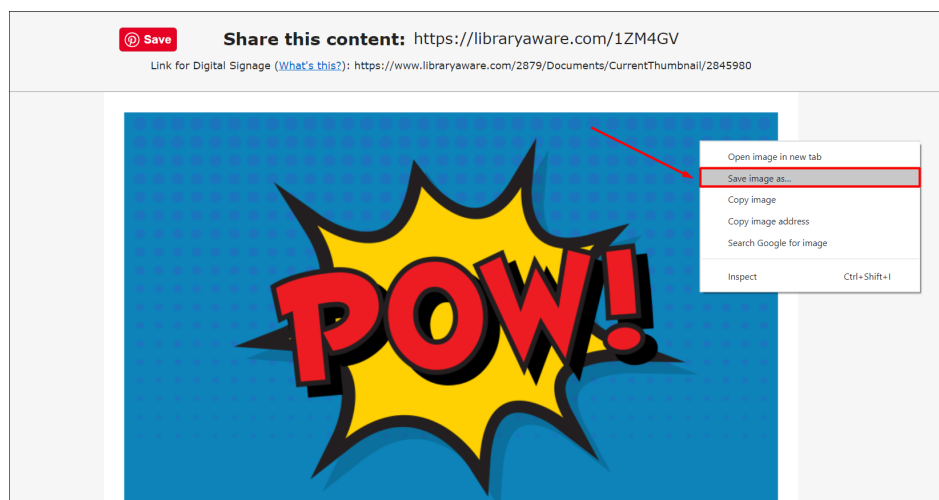 Save
Share this content: https://libraryaware.com/1ZM4GV
Link for Digital Signage (What's this?): https://www.libraryaware.com/2879/Documents/CurrentThumbnail/2845980
Open image in new tab
Save image as...
Copy image
Copy image address
Search Google for image
Inspect Ctrl+Shift+I
POW!